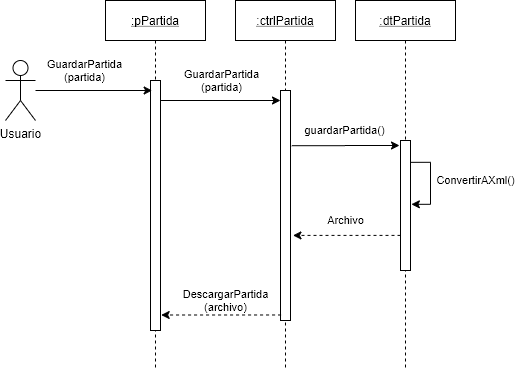 :pPartida
:ctrlPartida
:dtPartida
GuardarPartida
(partida)
GuardarPartida
(partida)
Usuario
guardarPartida()
ConvertirAXml()
Archivo
DescargarPartida
(archivo)